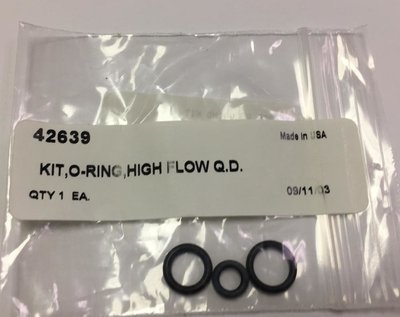 42639
Made in USA
KIT,O-RING,HIGH FLOW Q.D.
QTY 1 EA.
09/11/03